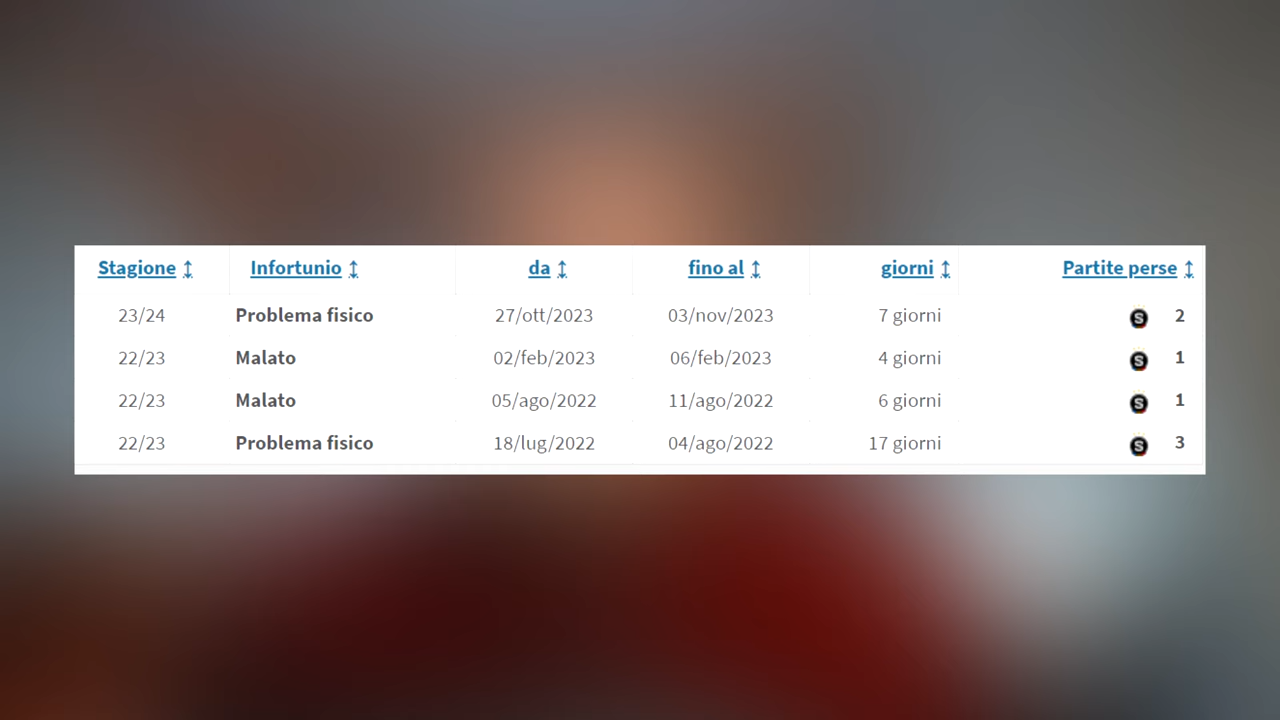 Stagione ↕ Infortunio ↕ da ↕ fino al ↕ giorni ↕ Partite perse ↕
23/24 Problema fisico 27/ott/2023 03/nov/2023 7 giorni S 2
22/23 Malato 02/feb/2023 06/feb/2023 4 giorni S 1
22/23 Malato 05/ago/2022 11/ago/2022 6 giorni S 1
22/23 Problema fisico 18/lug/2022 04/ago/2022 17 giorni S 3